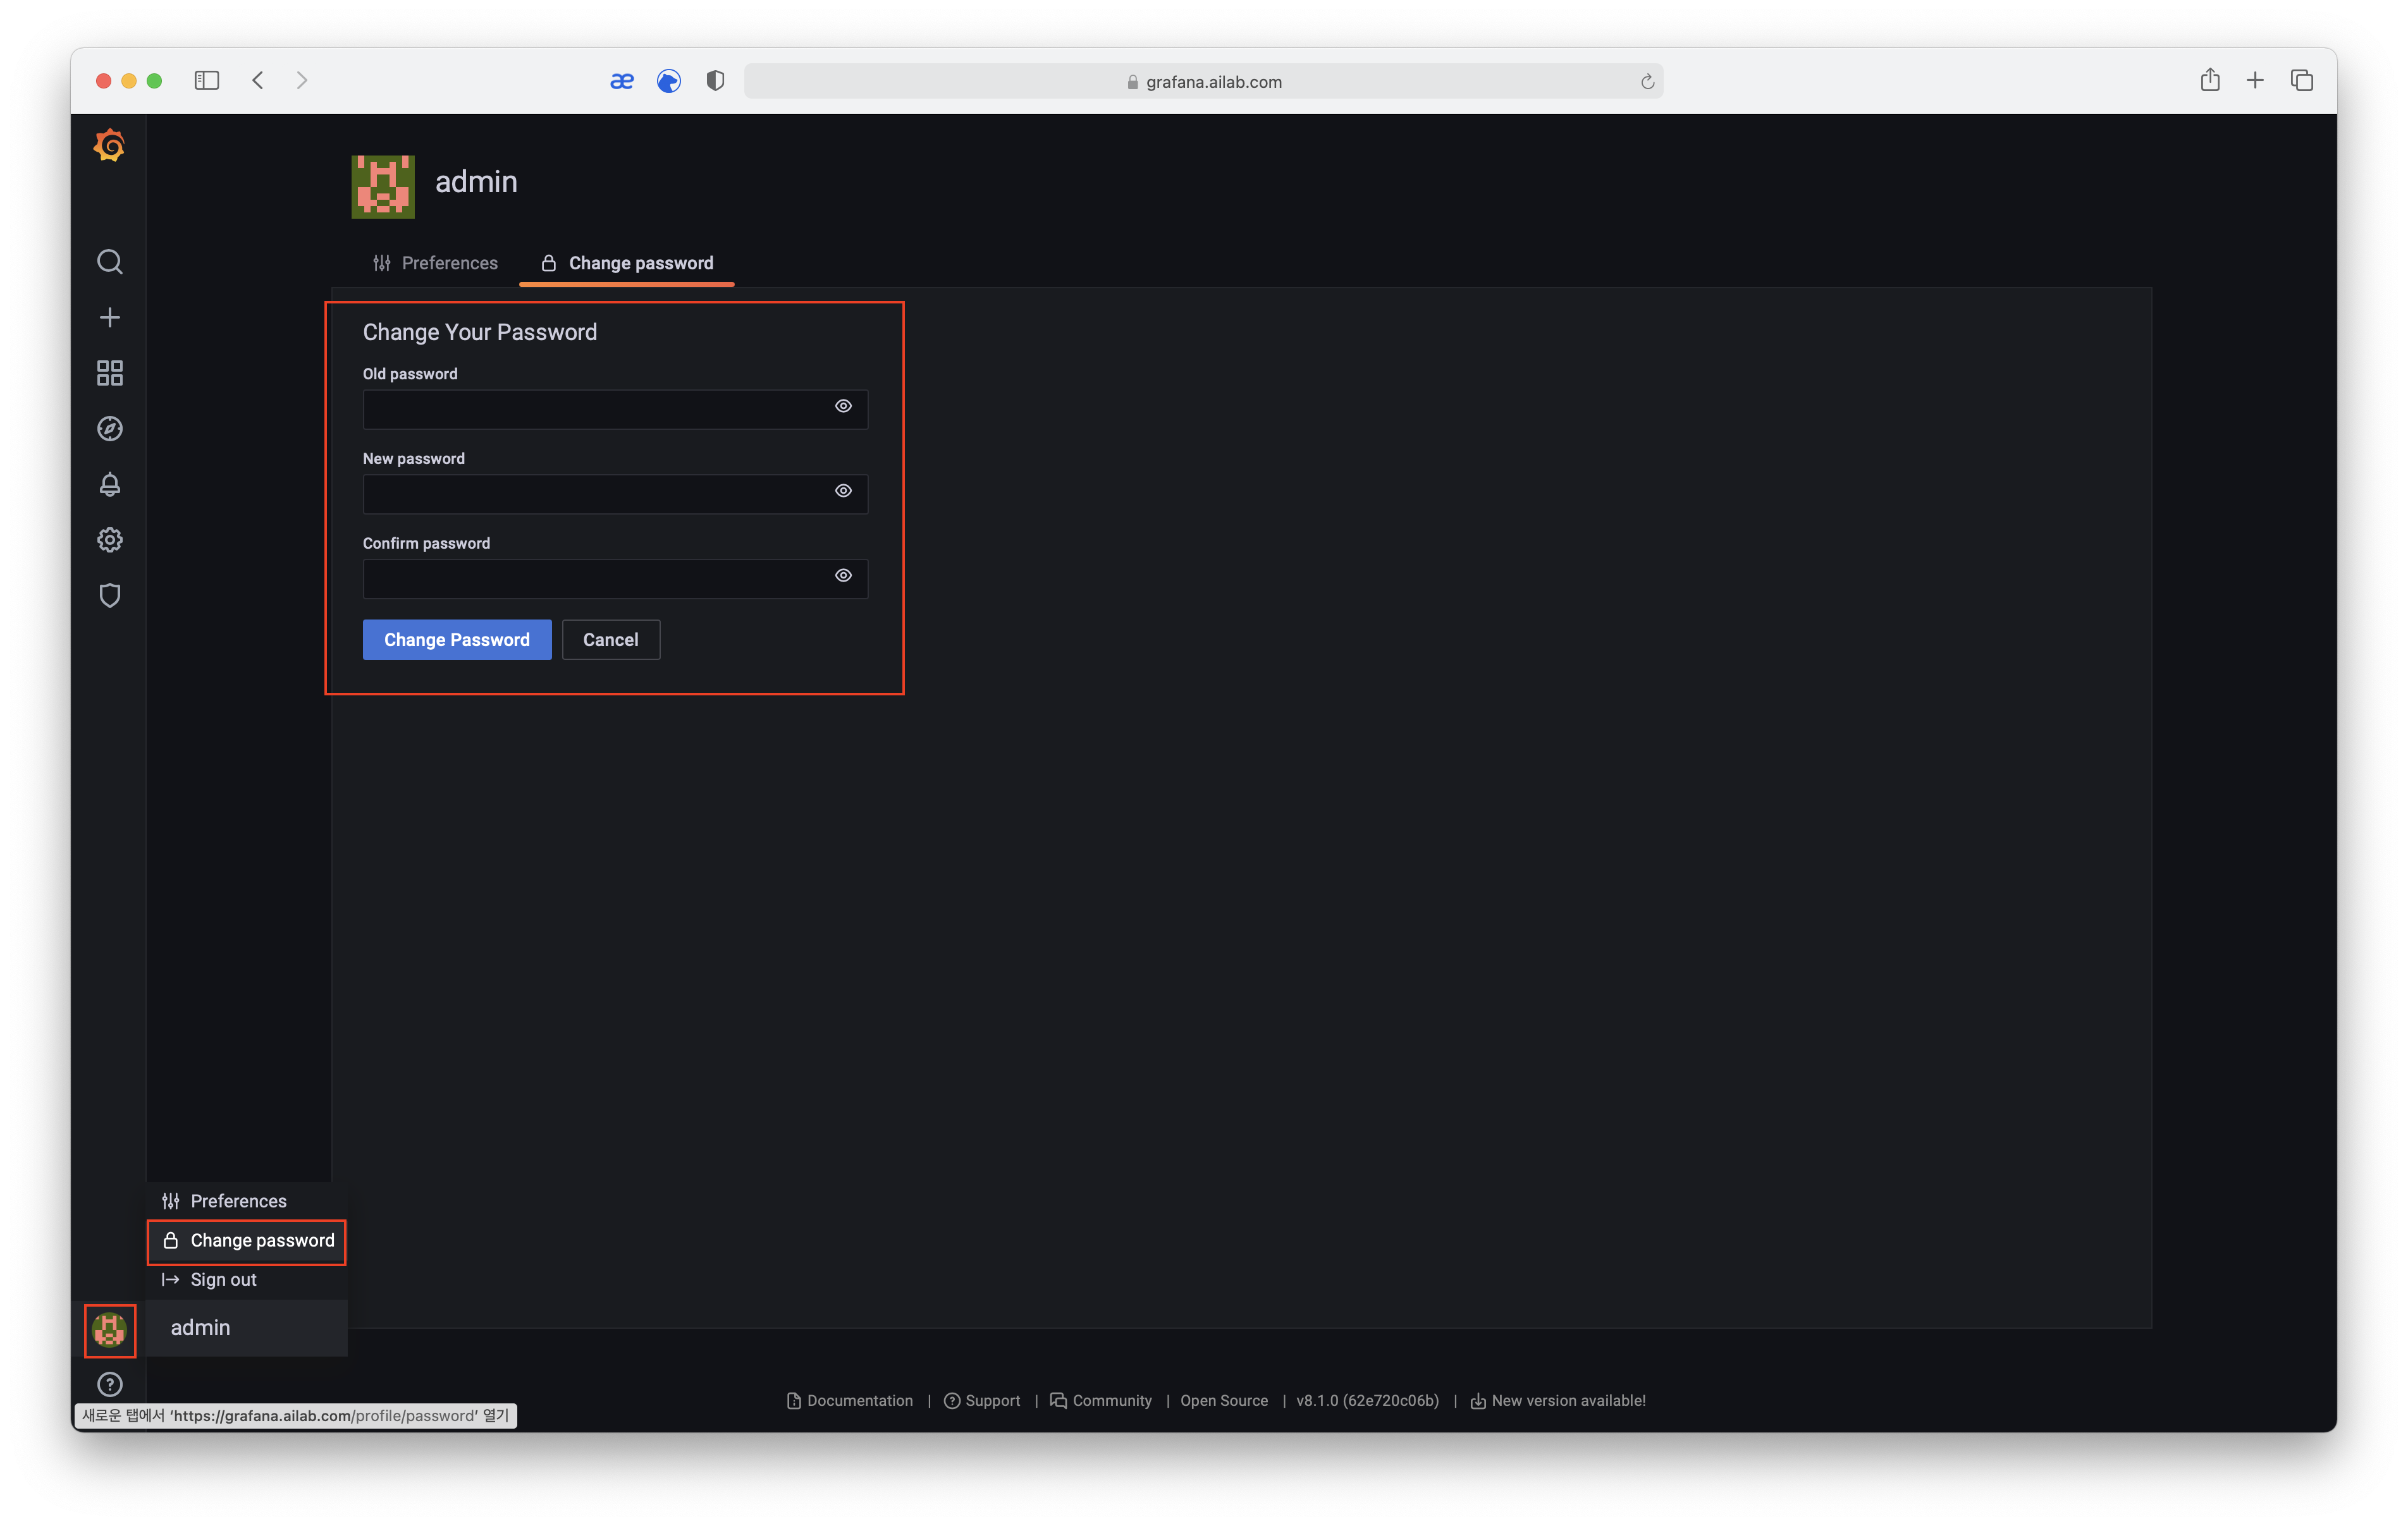 æ
grafana.ailab.com
admin
Preferences
Change password
Change Your Password
Old password
New password
Confirm password
Change Password
Cancel
Preferences
Change password
Sign out
admin
Documentation | Support | Community | Open Source | v8.1.0 (62e720c06b) | New version available!
새로운 탭에서 ‘https://grafana.ailab.com/profile/password’ 열기